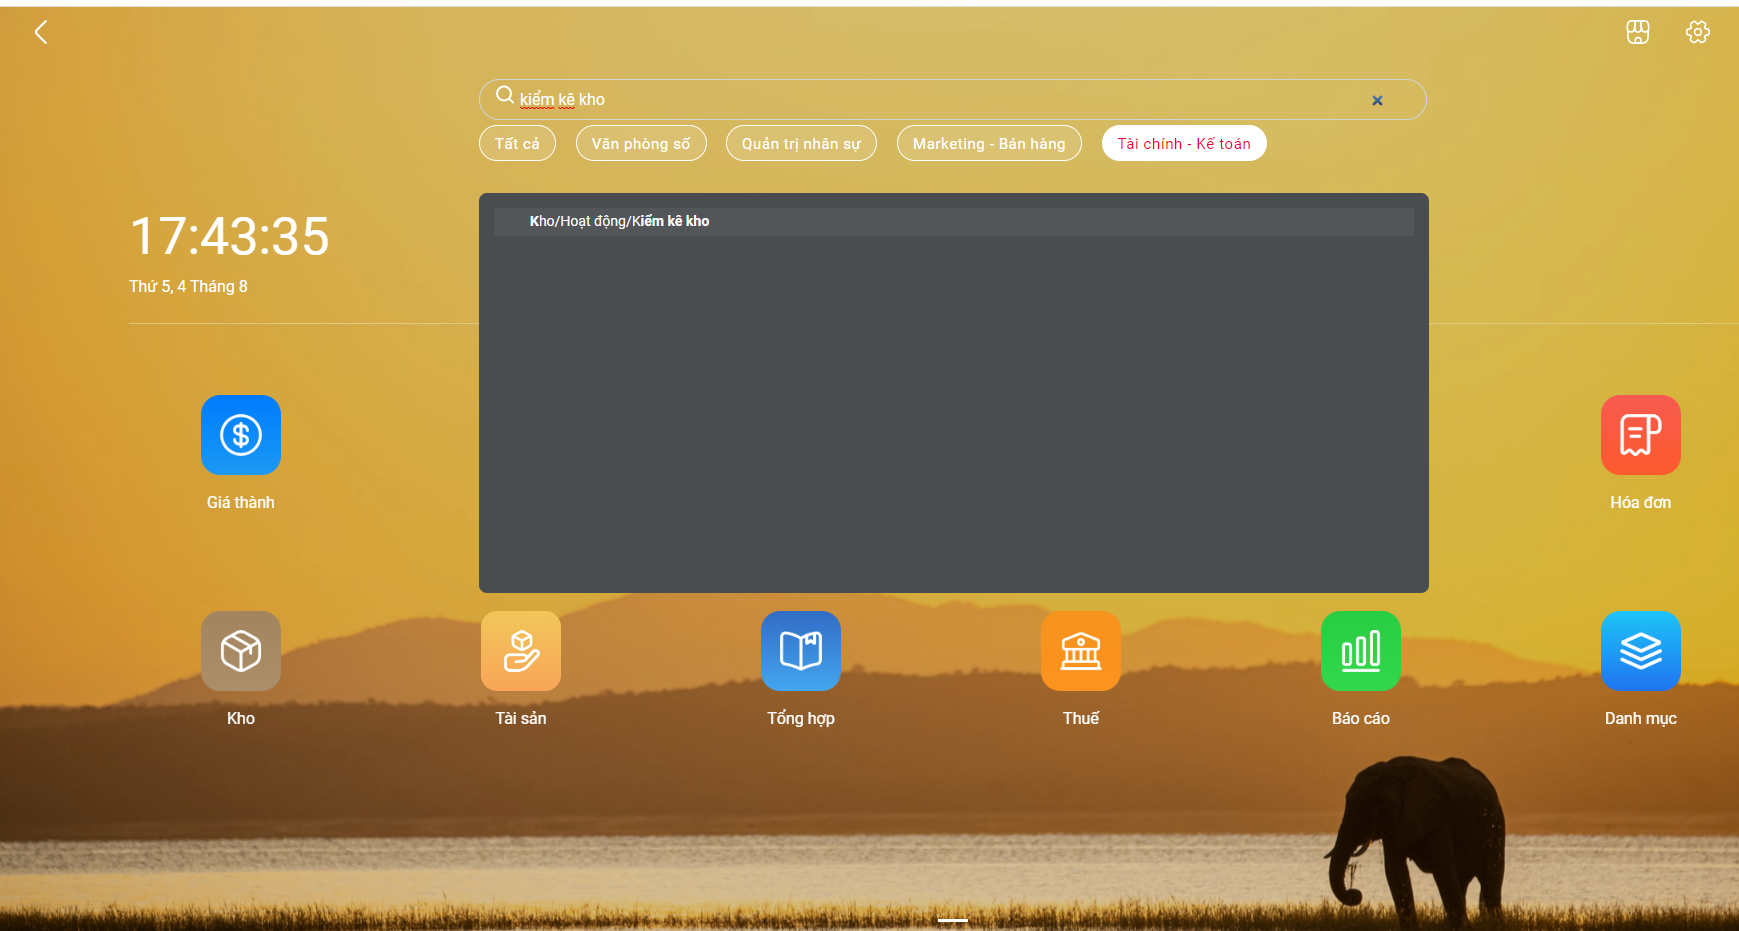 kiểm kê kho
Tất cả
Văn phòng số
Quản trị nhân sự
Marketing - Bán hàng
Tài chính - Kế toán
Kho/Hoạt động/Kiểm kê kho
17:43:35
Thứ 5, 4 Tháng 8
Giá thành
Hóa đơn
Kho
Tài sản
Tổng hợp
Thuế
Báo cáo
Danh mục